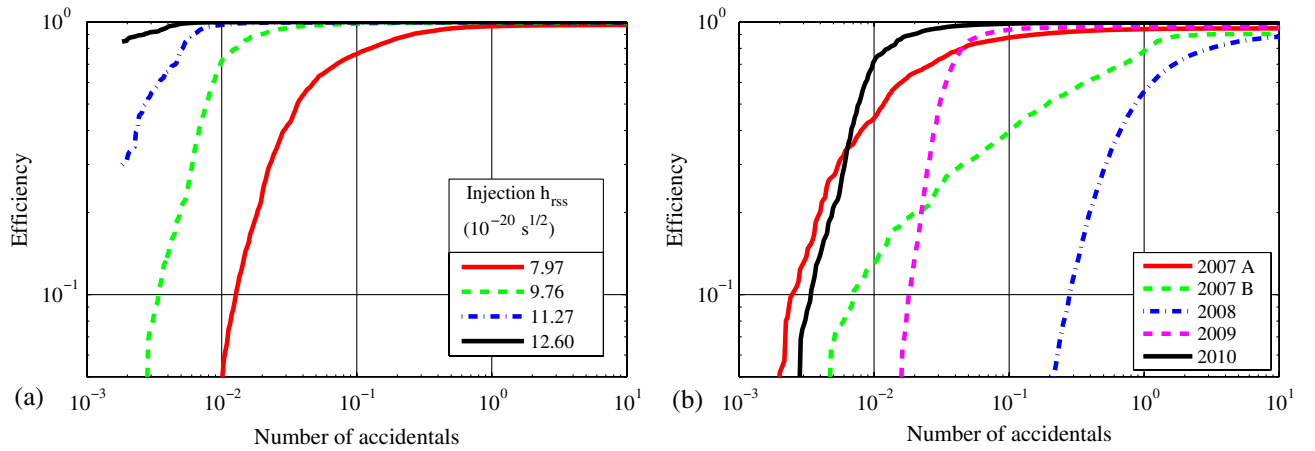 10^0
10^-1
Efficiency
Injection h_rss
(10^-20 s^1/2)
7.97
9.76
11.27
12.60
(a)
10^-3 10^-2 10^-1 10^0 10^1
Number of accidentals
10^0
10^-1
Efficiency
2007 A
2007 B
2008
2009
2010
(b)
10^-3 10^-2 10^-1 10^0 10^1
Number of accidentals